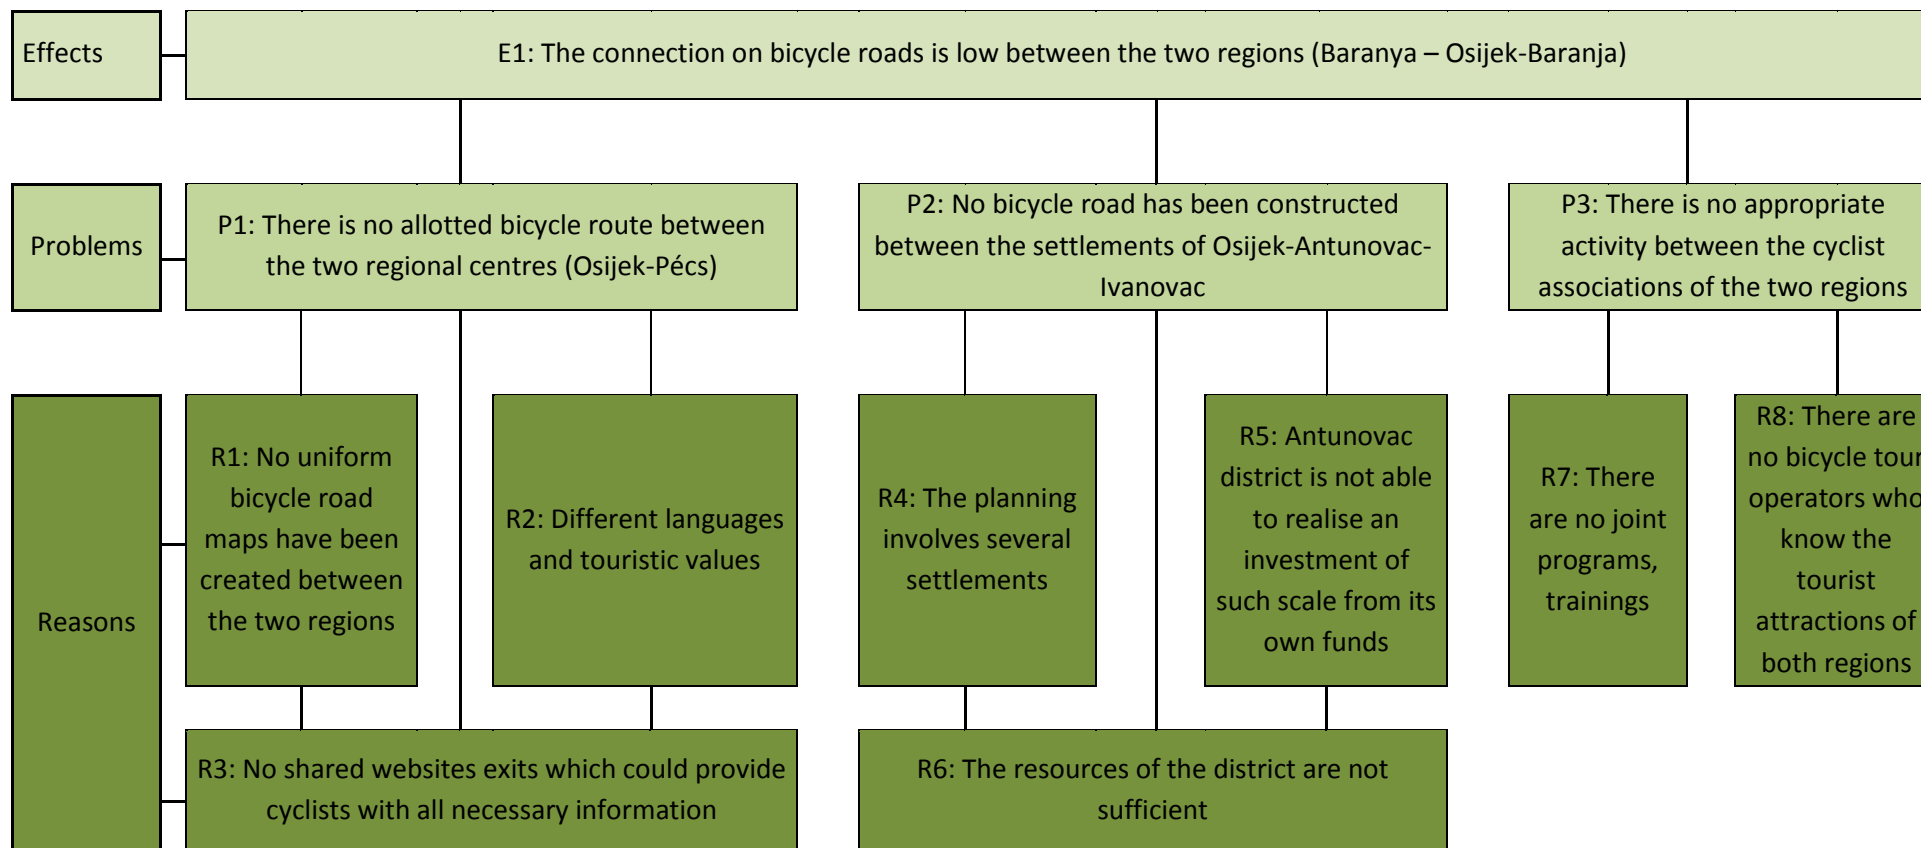 Effects
E1: The connection on bicycle roads is low between the two regions (Baranya – Osijek-Baranja)
Problems
P1: There is no allotted bicycle route between
the two regional centres (Osijek-Pécs)
P2: No bicycle road has been constructed
between the settlements of Osijek-Antunovac-
Ivanovac
P3: There is no appropriate
activity between the cyclist
associations of the two regions
Reasons
R1: No uniform
bicycle road
maps have been
created between
the two regions
R2: Different languages
and touristic values
R4: The planning
involves several
settlements
R5: Antunovac
district is not able
to realise an
investment of
such scale from its
own funds
R7: There
are no joint
programs,
trainings
R8: There are
no bicycle tour
operators who
know the
tourist
attractions of
both regions
R3: No shared websites exits which could provide
cyclists with all necessary information
R6: The resources of the district are not
sufficient